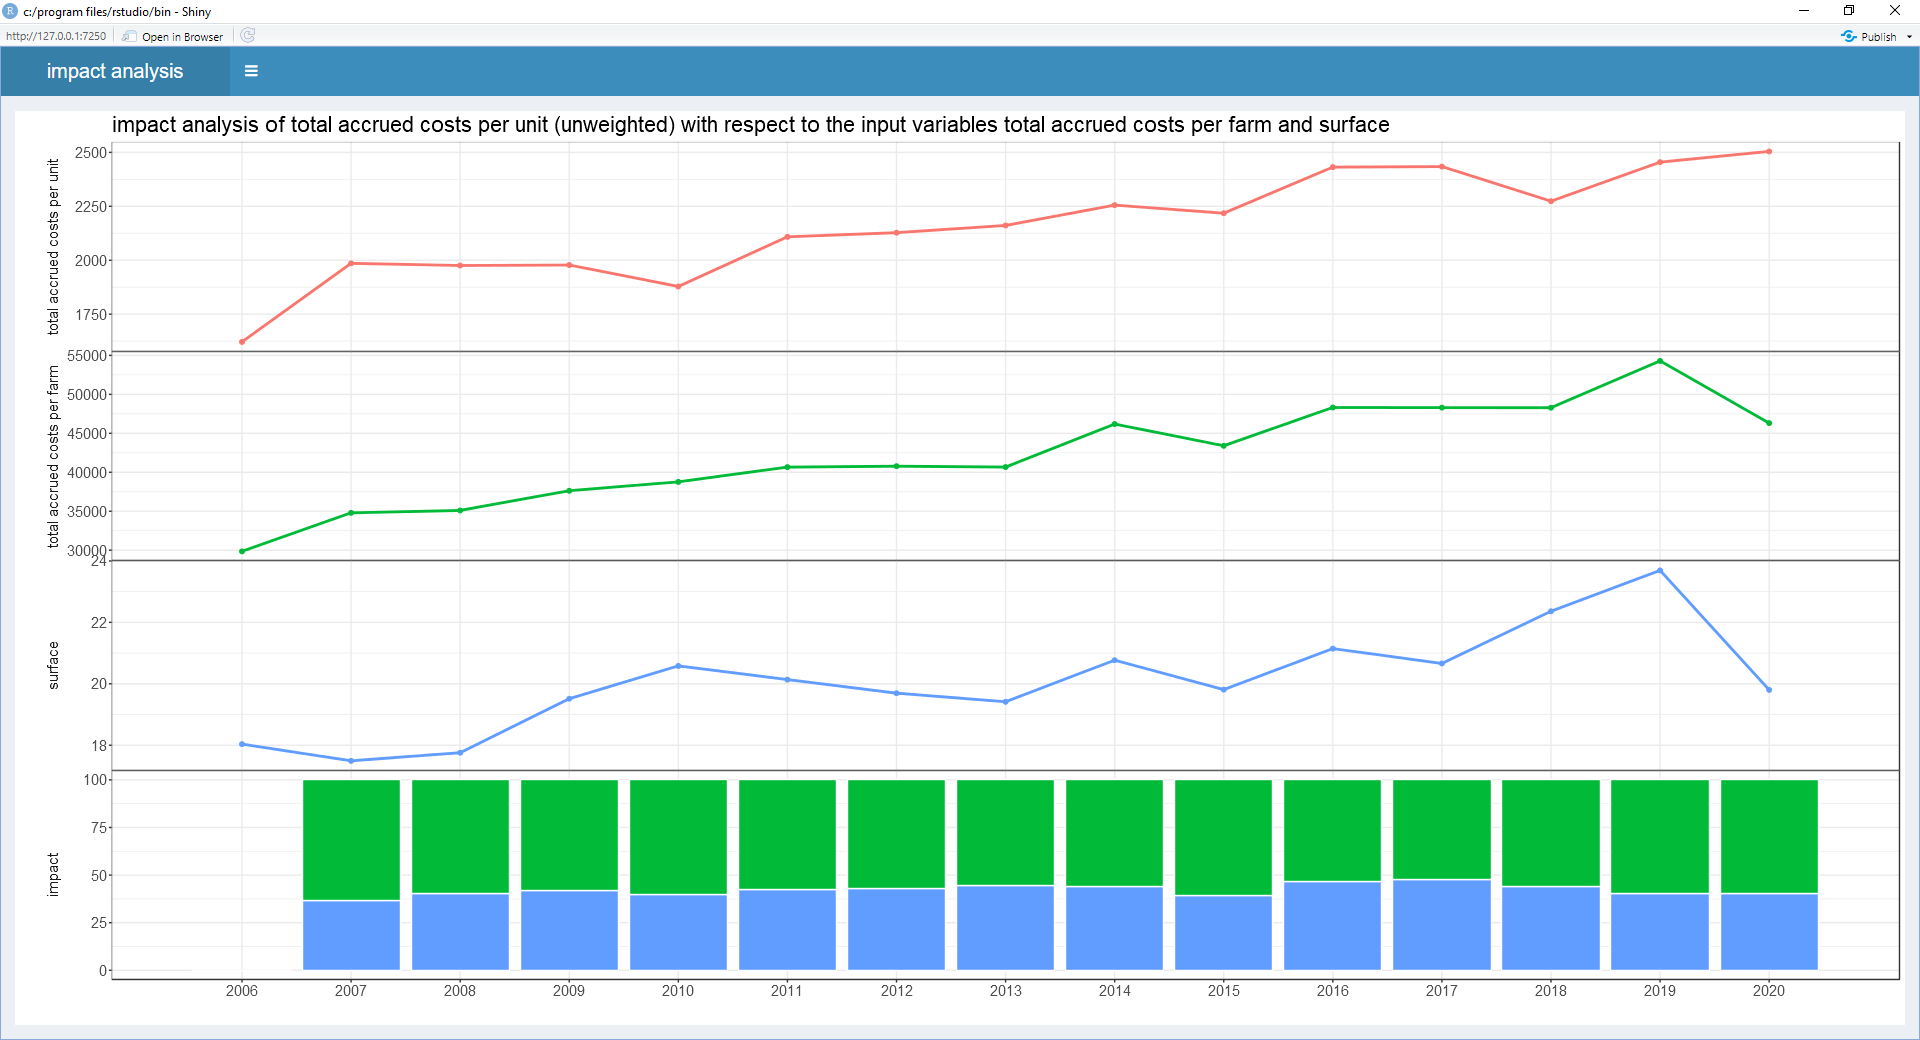 c:/program files/rstudio/bin - Shiny
http://127.0.0.1:7250 Open in Browser Publish
impact analysis
impact analysis of total accrued costs per unit (unweighted) with respect to the input variables total accrued costs per farm and surface
total accrued costs per unit
2500
2250
2000
1750
total accrued costs per farm
55000
50000
45000
40000
35000
30000
surface
24
22
20
18
impact
100
75
50
25
0
2006 2007 2008 2009 2010 2011 2012 2013 2014 2015 2016 2017 2018 2019 2020